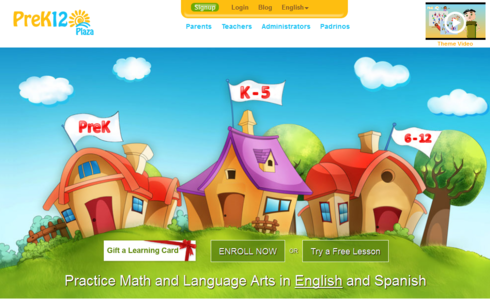 PreK12 Plaza
Signup Login Blog English
Parents Teachers Administrators Padrinos
Theme Video
PreK
K-5
6-12
Gift a Learning Card
ENROLL NOW OR Try a Free Lesson
Practice Math and Language Arts in English and Spanish